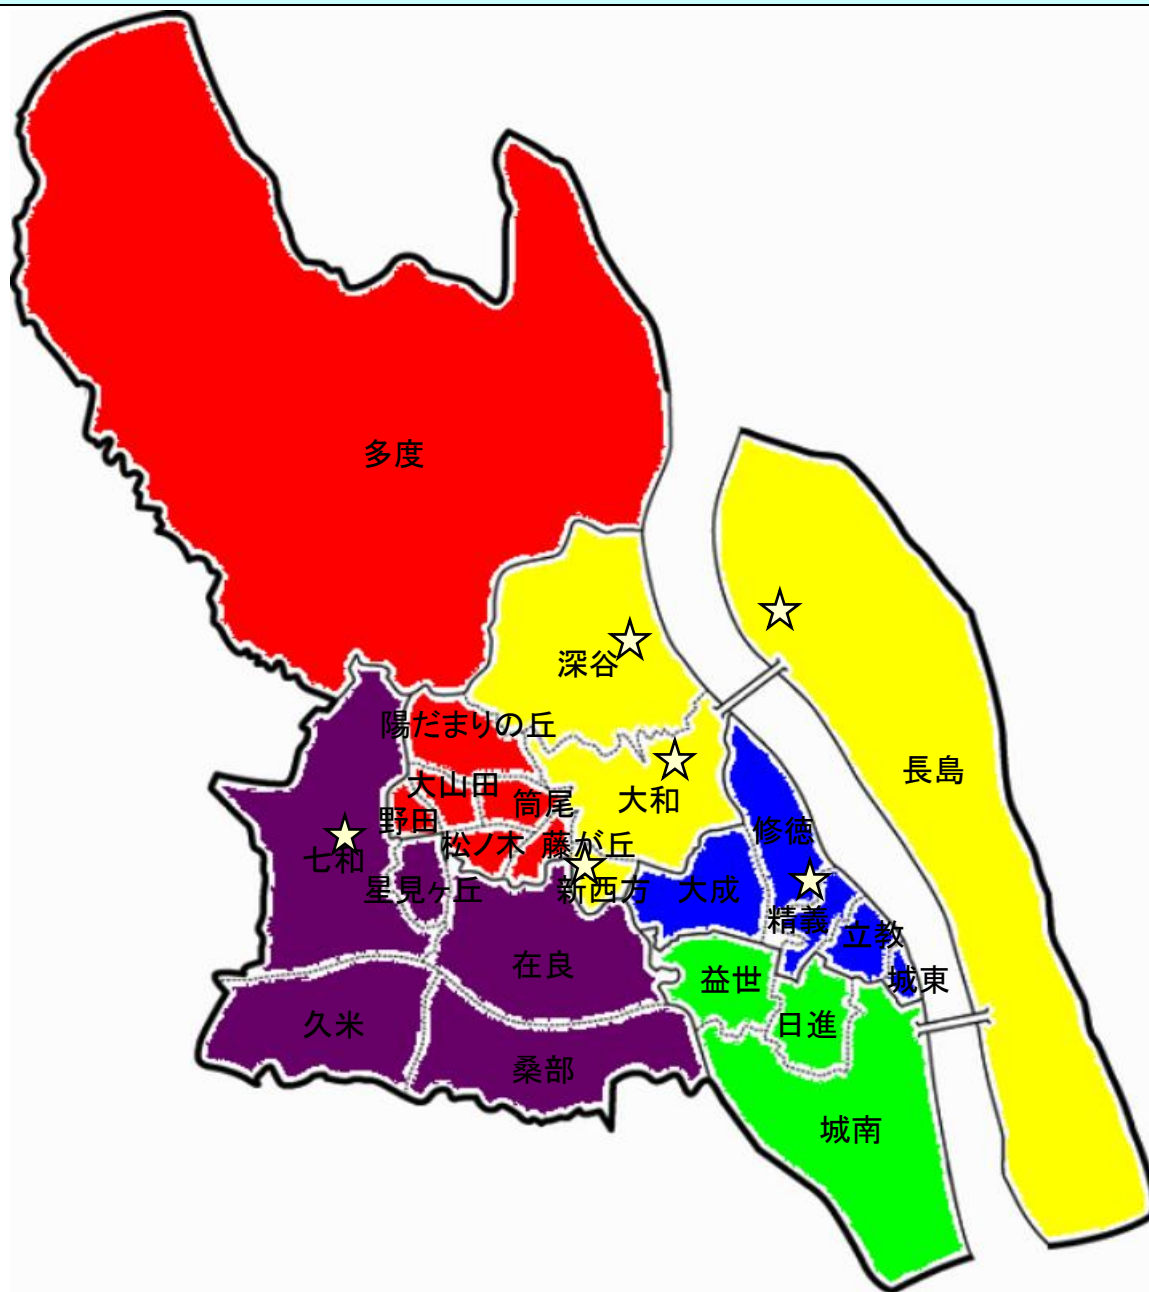 多度
深谷
陽だまりの丘
長島
大山田
大和
筒尾
野田
修徳
松ノ木
藤が丘
七和
星見ヶ丘
新西方
大成
精義
立教
在良
益世
城東
久米
日進
桑部
城南